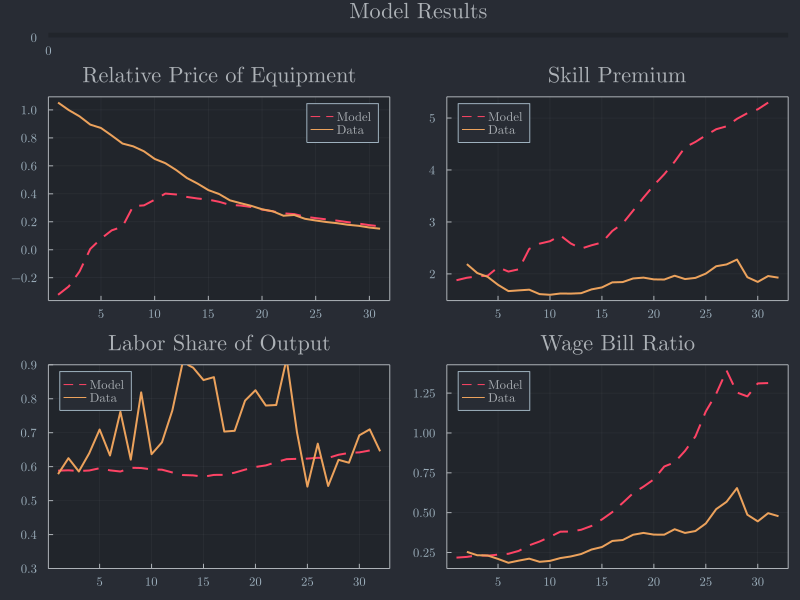 Model Results
0
0
Relative Price of Equipment
1.0
0.8
0.6
0.4
0.2
0.0
−0.2
5 10 15 20 25 30
Model
Data
Skill Premium
5
4
3
2
5 10 15 20 25 30
Model
Data
Labor Share of Output
0.9
0.8
0.7
0.6
0.5
0.4
0.3
5 10 15 20 25 30
Model
Data
Wage Bill Ratio
1.25
1.00
0.75
0.50
0.25
5 10 15 20 25 30
Model
Data